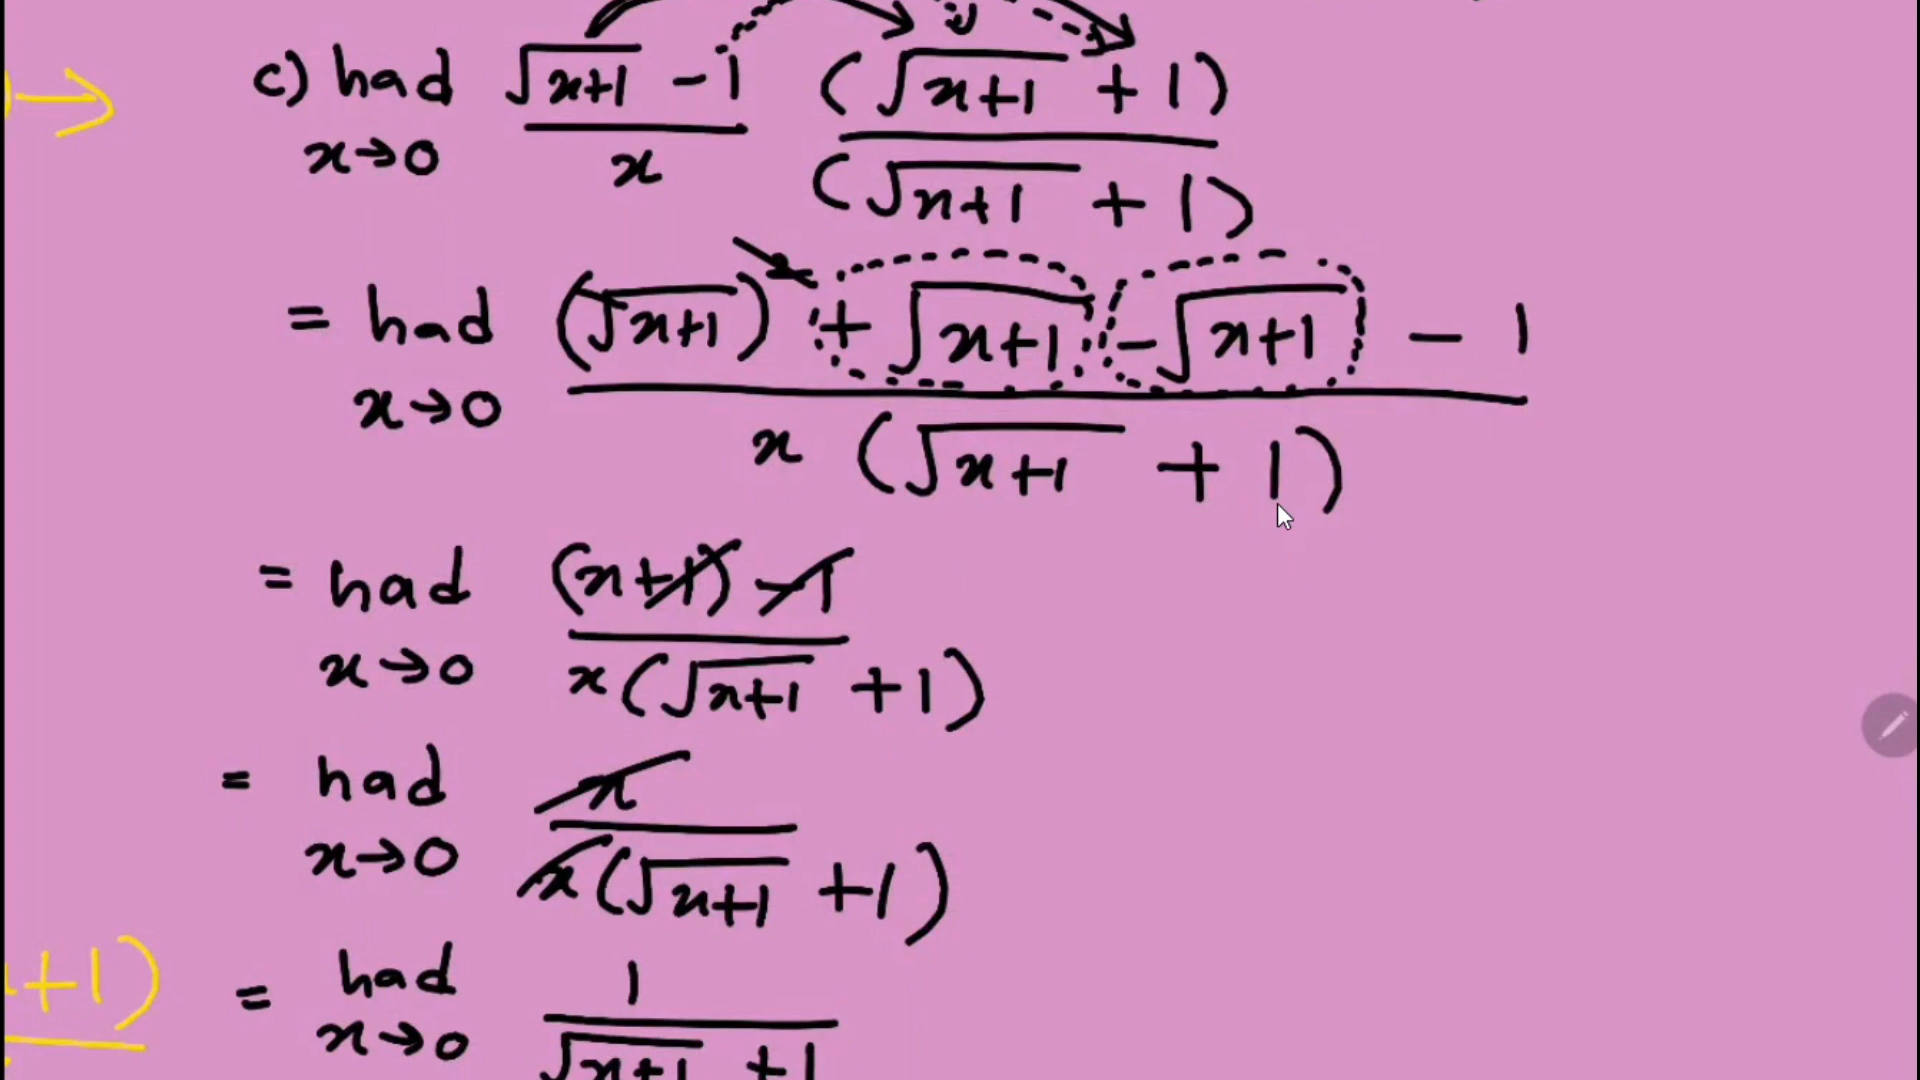 c) had √(x+1) - 1 (√(x+1) + 1)
x→0 x (√(x+1) + 1)
= had (√(x+1))² + √(x+1) - √(x+1) - 1
x→0 x (√(x+1) + 1)
= had (x+1) - 1
x→0 x(√(x+1) + 1)
= had x
x→0 x(√(x+1) + 1)
+1)
= had 1
x→0 √(x+1) + 1